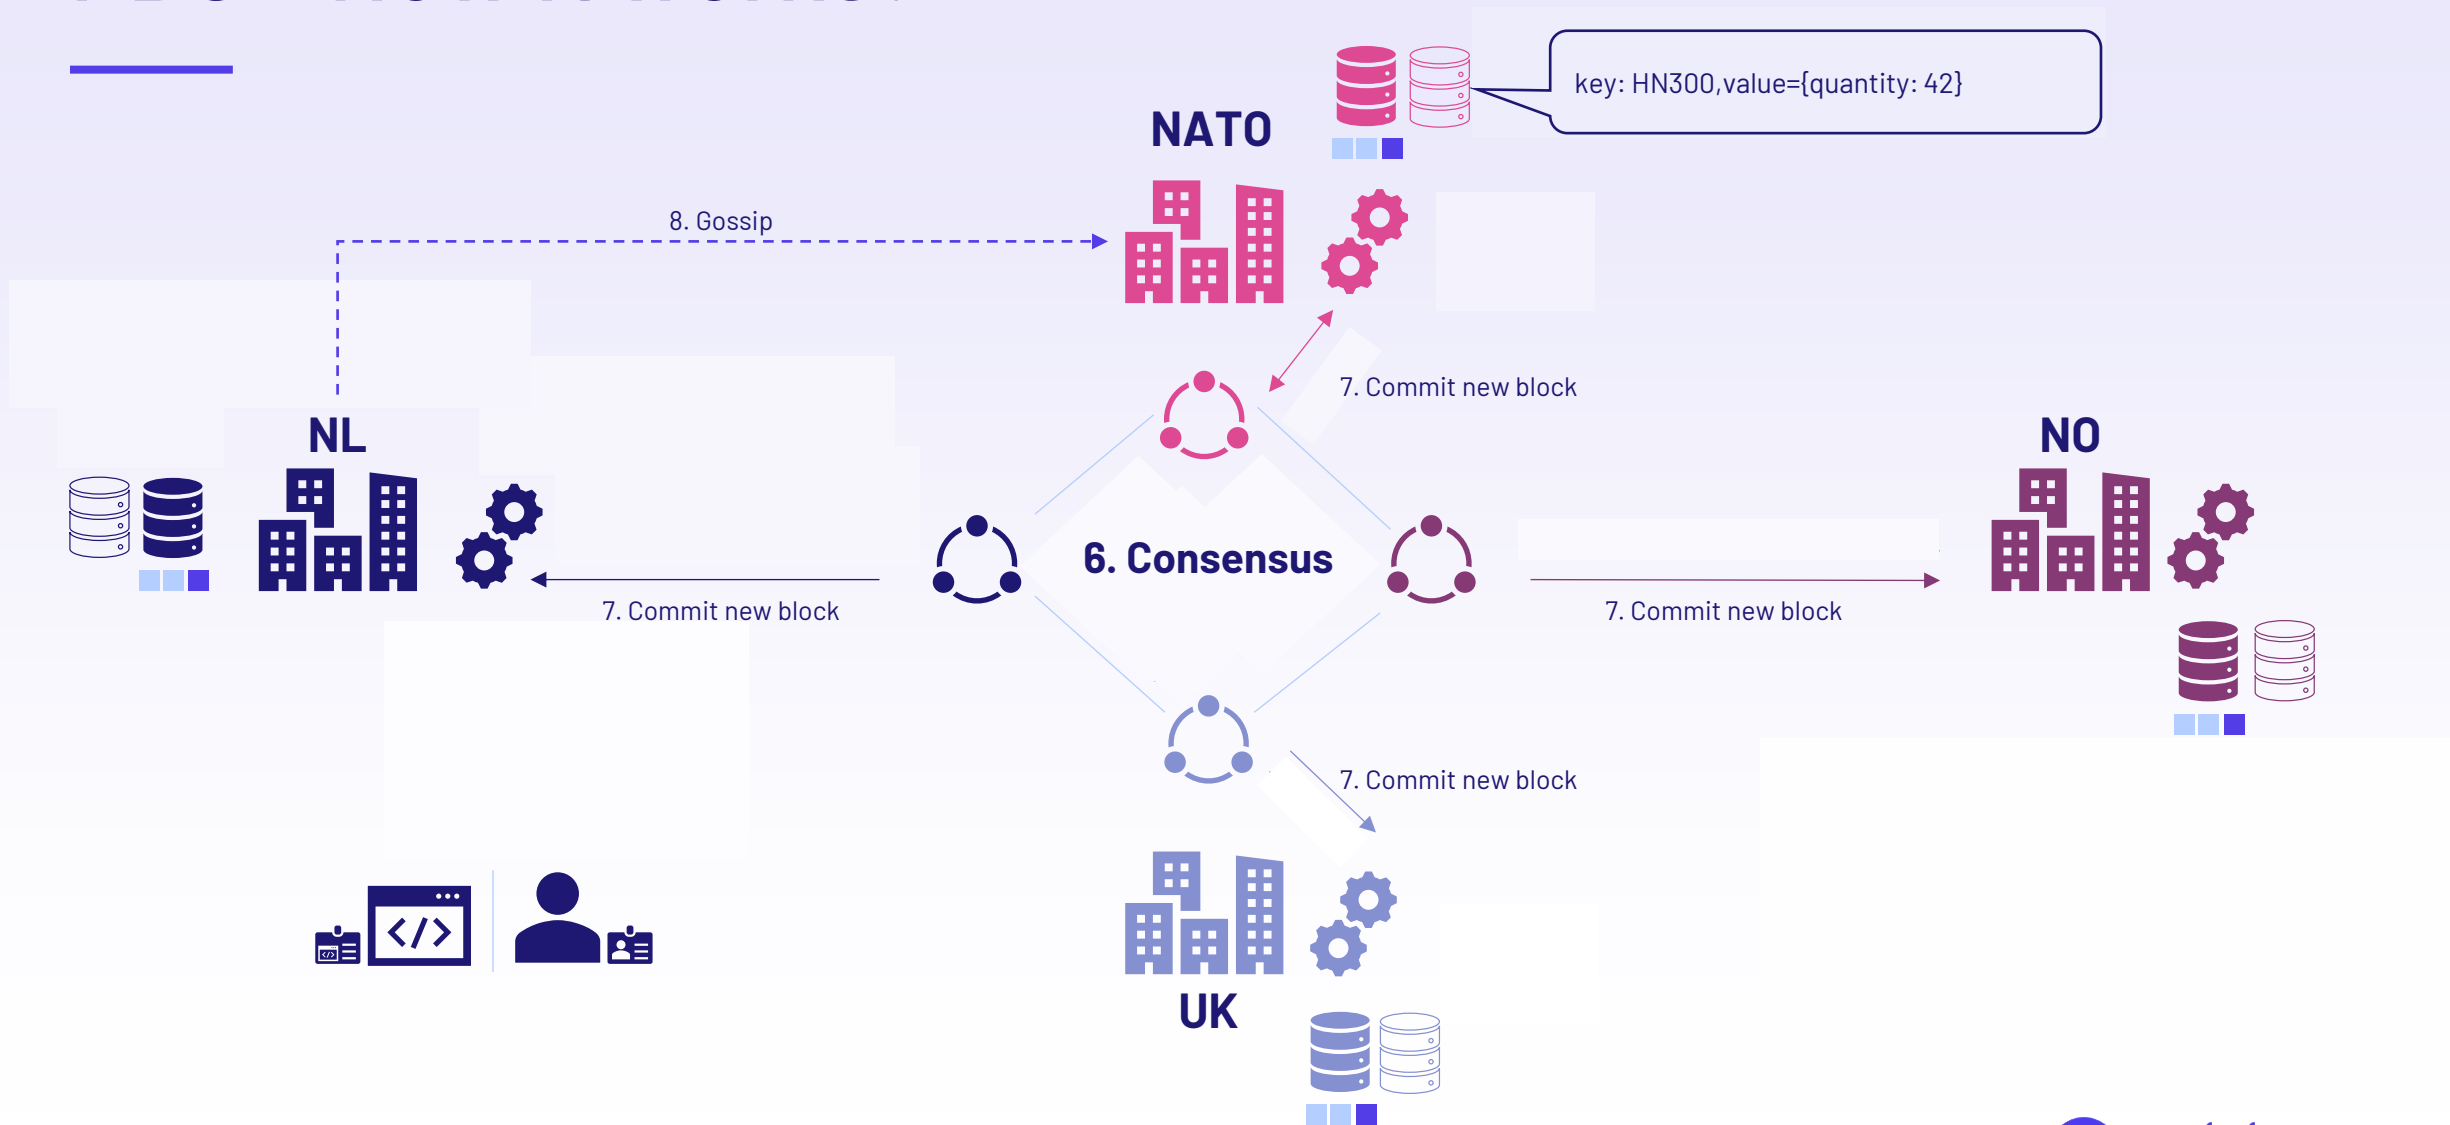 key: HN300,value={quantity: 42}
NATO
8. Gossip
7. Commit new block
NL
NO
6. Consensus
7. Commit new block
7. Commit new block
7. Commit new block
UK